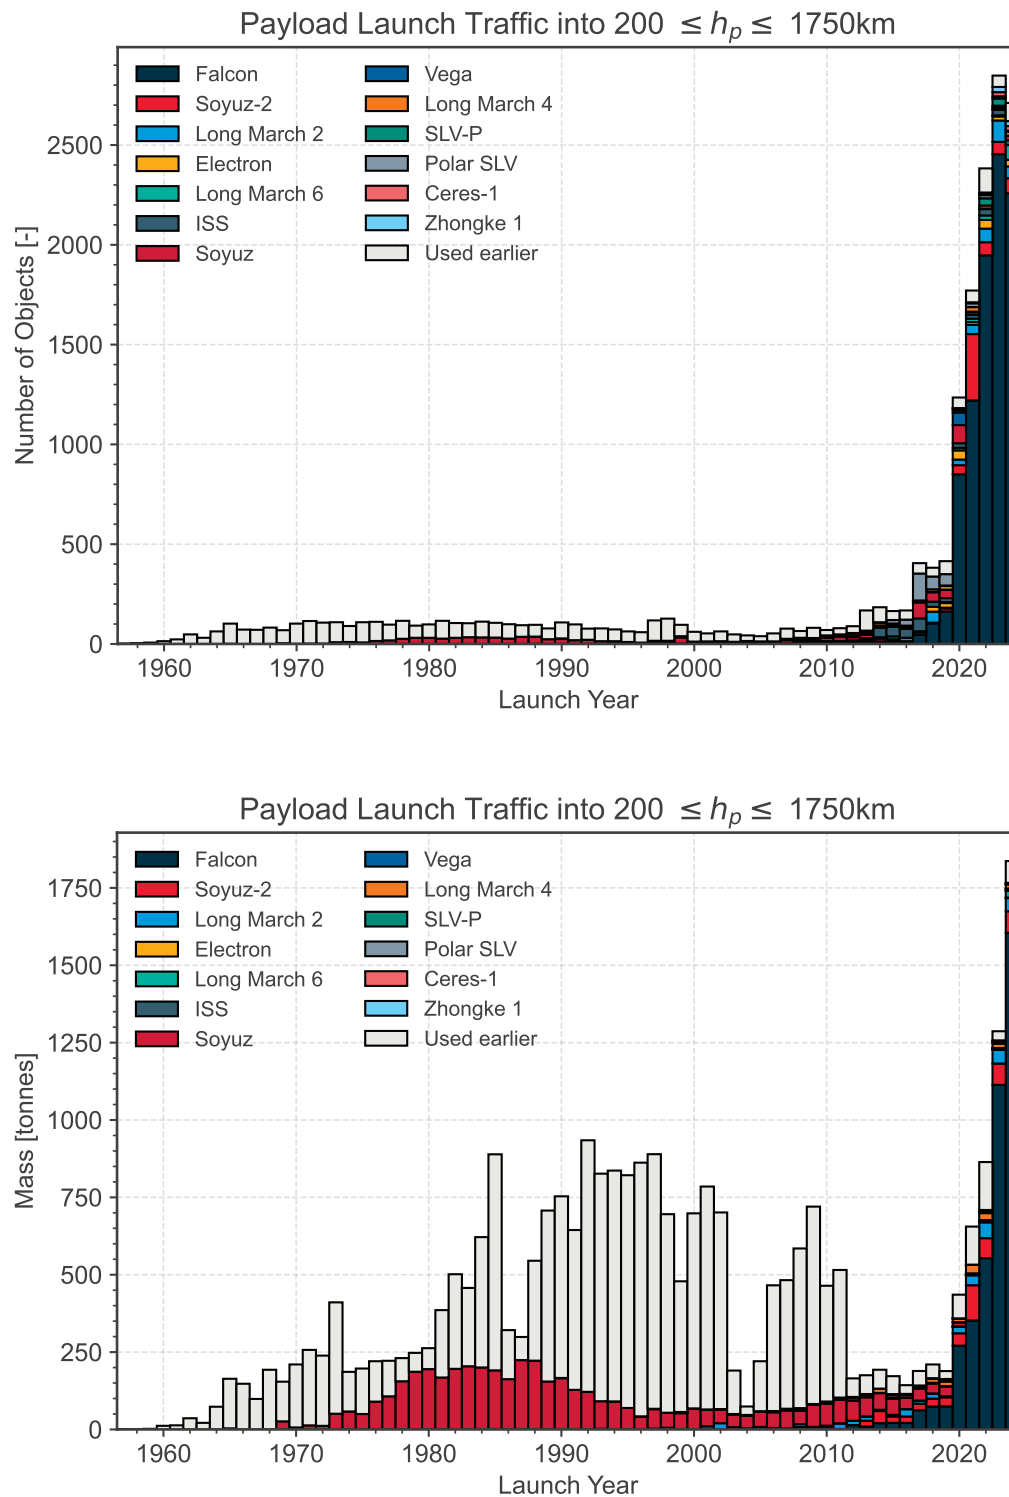 Payload Launch Traffic into 200 ≤ hp ≤ 1750km
Falcon
Soyuz-2
Long March 2
Electron
Long March 6
ISS
Soyuz
Vega
Long March 4
SLV-P
Polar SLV
Ceres-1
Zhongke 1
Used earlier
Number of Objects [-]
2500
2000
1500
1000
500
0
1960 1970 1980 1990 2000 2010 2020
Launch Year
Payload Launch Traffic into 200 ≤ hp ≤ 1750km
Falcon
Soyuz-2
Long March 2
Electron
Long March 6
ISS
Soyuz
Vega
Long March 4
SLV-P
Polar SLV
Ceres-1
Zhongke 1
Used earlier
Mass [tonnes]
1750
1500
1250
1000
750
500
250
0
1960 1970 1980 1990 2000 2010 2020
Launch Year